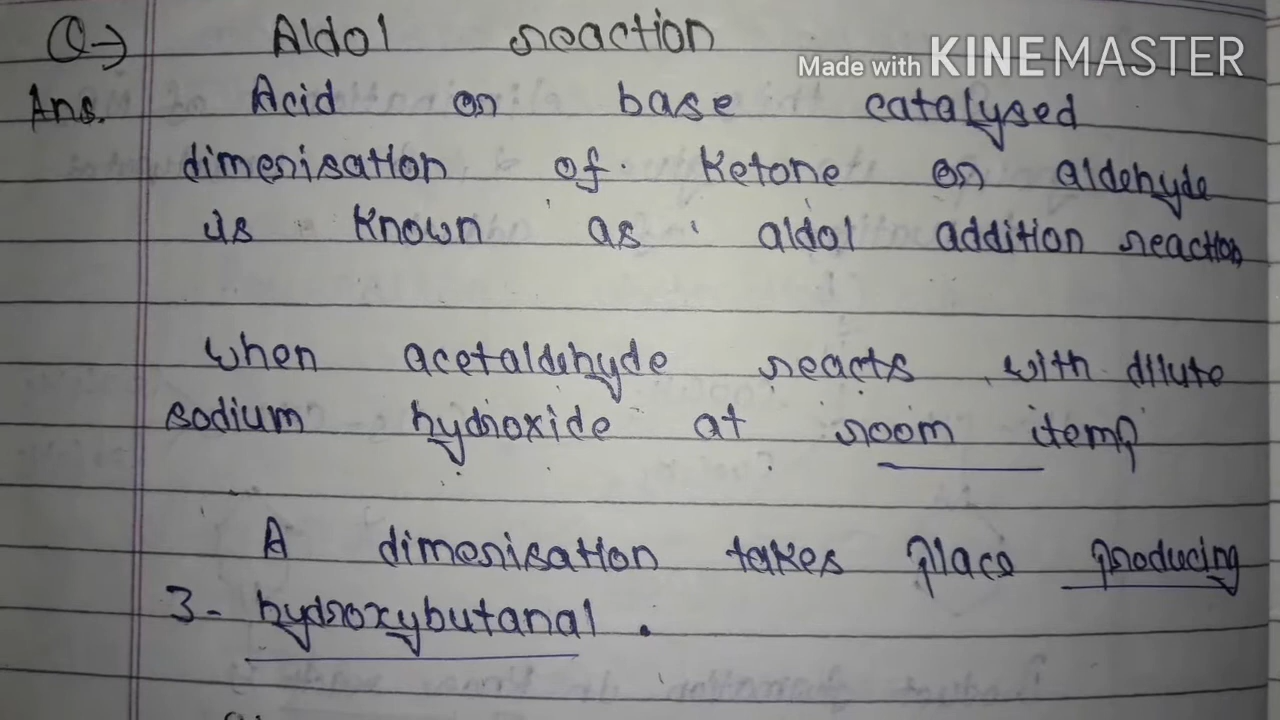 Q→ Aldol reaction
Made with KINEMASTER
Ans. Acid or base catalysed
dimerisation of ketone or aldehyde
is known as aldol addition reaction
When acetaldehyde reacts with dilute
sodium hydroxide at room temp
A dimerisation takes place producing
3- hydroxybutanal.